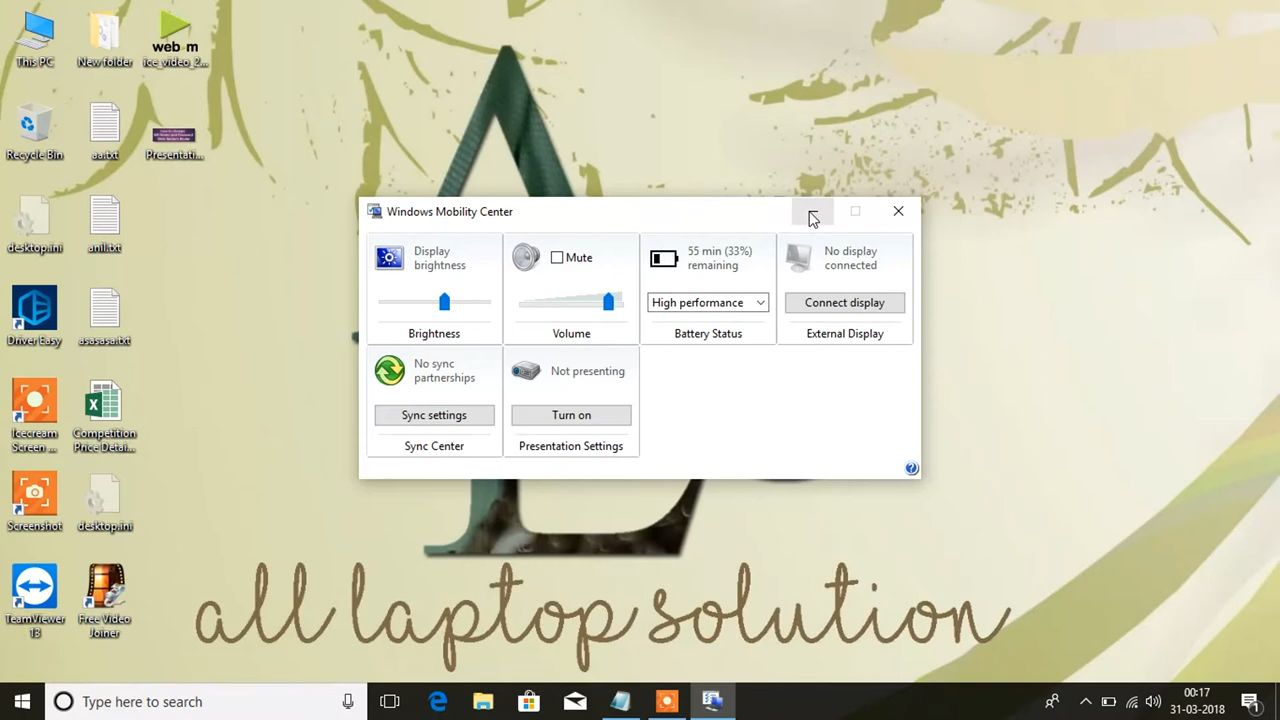 This PC
New folder
web·m
ice_video_2...
Recycle Bin
aa.txt
Presentati...
desktop.ini
anil.txt
Driver Easy
asasasa.txt
Icecream
Screen ...
Competition
Price Detai...
Screenshot
desktop.ini
TeamViewer
13
Free Video
Joiner
Windows Mobility Center
Display
brightness
Brightness
Mute
Volume
55 min (33%)
remaining
High performance
Battery Status
No display
connected
Connect display
External Display
No sync
partnerships
Sync settings
Sync Center
Not presenting
Turn on
Presentation Settings
all laptop solution
Type here to search
00:17
31-03-2018
1